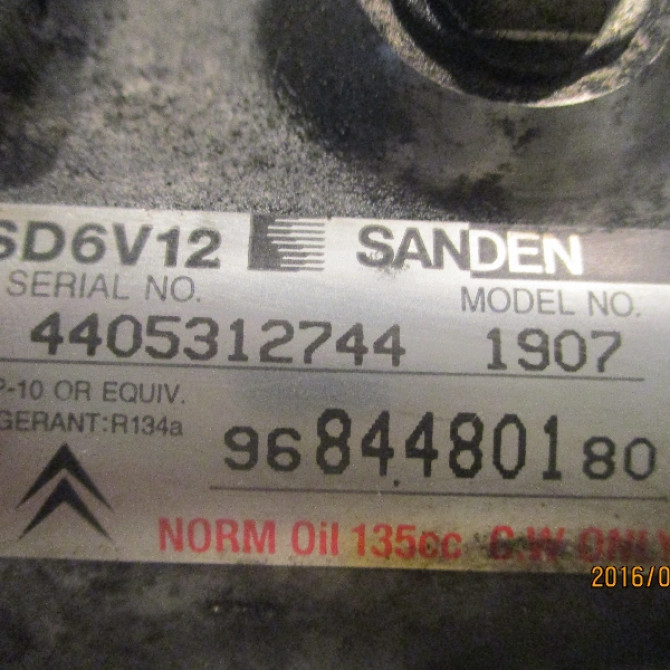 SD6V12 SANDEN
SERIAL NO. MODEL NO.
4405312744 1907
P-10 OR EQUIV.
GERANT:R134a
9684480180
NORM Oil 135cc C.W ONLY
2016/0